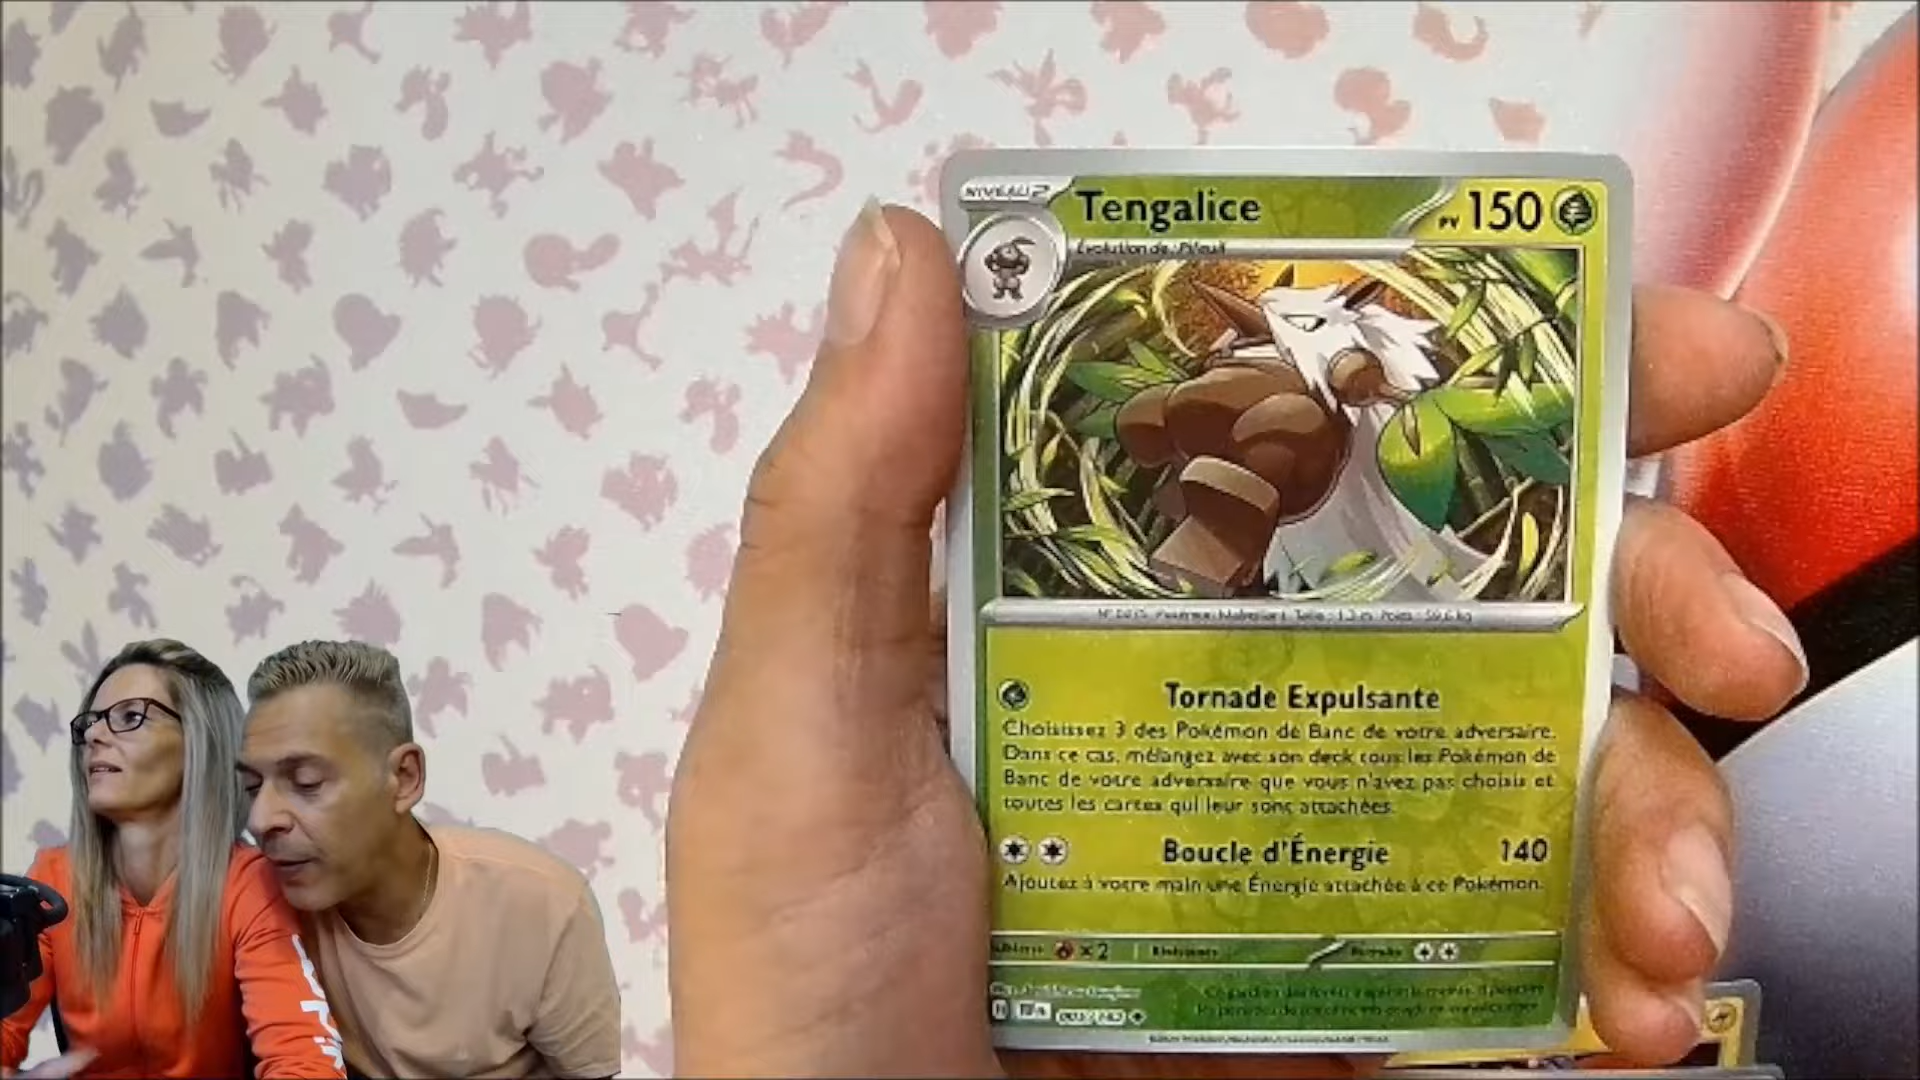 NIVEAU 2
Tengalice
PV 150
Évolution de Pifeuil
Tornade Expulsante
Choisissez 3 des Pokémon de Banc de votre adversaire.
Dans ce cas, mélangez avec son deck tous les Pokémon de
Banc de votre adversaire que vous n'avez pas choisis et
toutes les cartes qui leur sont attachées.
Boucle d'Énergie 140
Ajoutez à votre main une Énergie attachée à ce Pokémon.
x2 Résistance Retraite